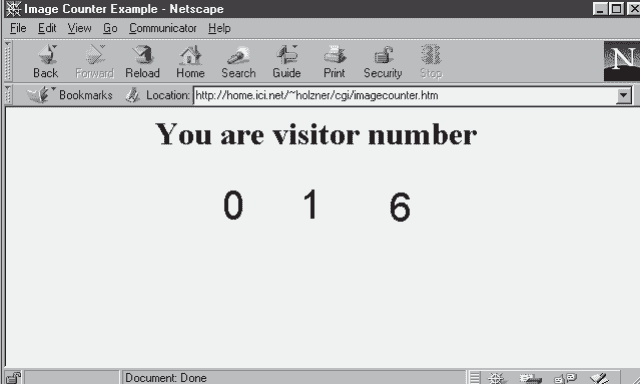 Image Counter Example - Netscape
File Edit View Go Communicator Help
Back Forward Reload Home Search Guide Print Security Stop
N
Bookmarks Location: http://home.ici.net/~holzner/cgi/imagecounter.htm
You are visitor number
0 1 6
Document: Done